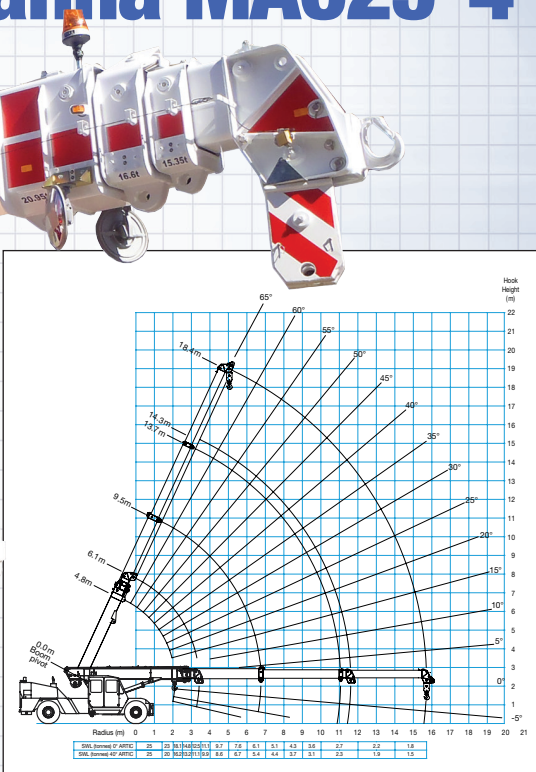 20.95t
16.6t
15.35t
Hook
Height
(m)
22
21
20
19
18
17
16
15
14
13
12
11
10
9
8
7
6
5
4
3
2
1
65°
60°
55°
50°
45°
40°
35°
30°
25°
20°
15°
10°
5°
0°
-5°
18.4m
14.3m
13.7m
9.5m
6.1m
4.8m
0.0m
Boom
pivot
Radius (m) 0 1 2 3 4 5 6 7 8 9 10 11 12 13 14 15 16 17 18 19 20 21
SWL (tonnes) 0° ARTIC 25 23 18.1 14.8 12.5 11.1 9.7 7.6 6.1 5.1 4.3 3.6 2.7 2.2 1.8
SWL (tonnes) 40° ARTIC 25 20 16.2 13.2 11.1 9.9 8.6 6.7 5.4 4.4 3.7 3.1 2.3 1.9 1.5